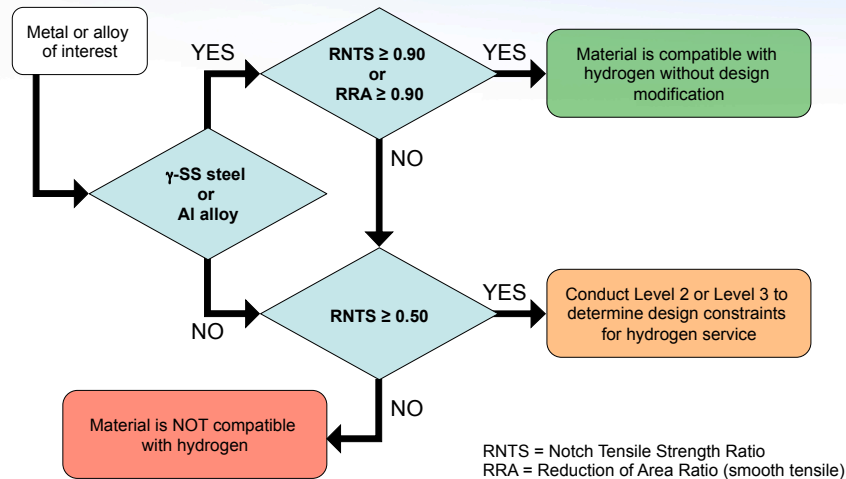 Metal or alloy
of interest
YES
RNTS ≥ 0.90
or
RRA ≥ 0.90
YES
Material is compatible with
hydrogen without design
modification
γ-SS steel
or
Al alloy
NO
NO
RNTS ≥ 0.50
YES
Conduct Level 2 or Level 3 to
determine design constraints
for hydrogen service
NO
Material is NOT compatible
with hydrogen
RNTS = Notch Tensile Strength Ratio
RRA = Reduction of Area Ratio (smooth tensile)